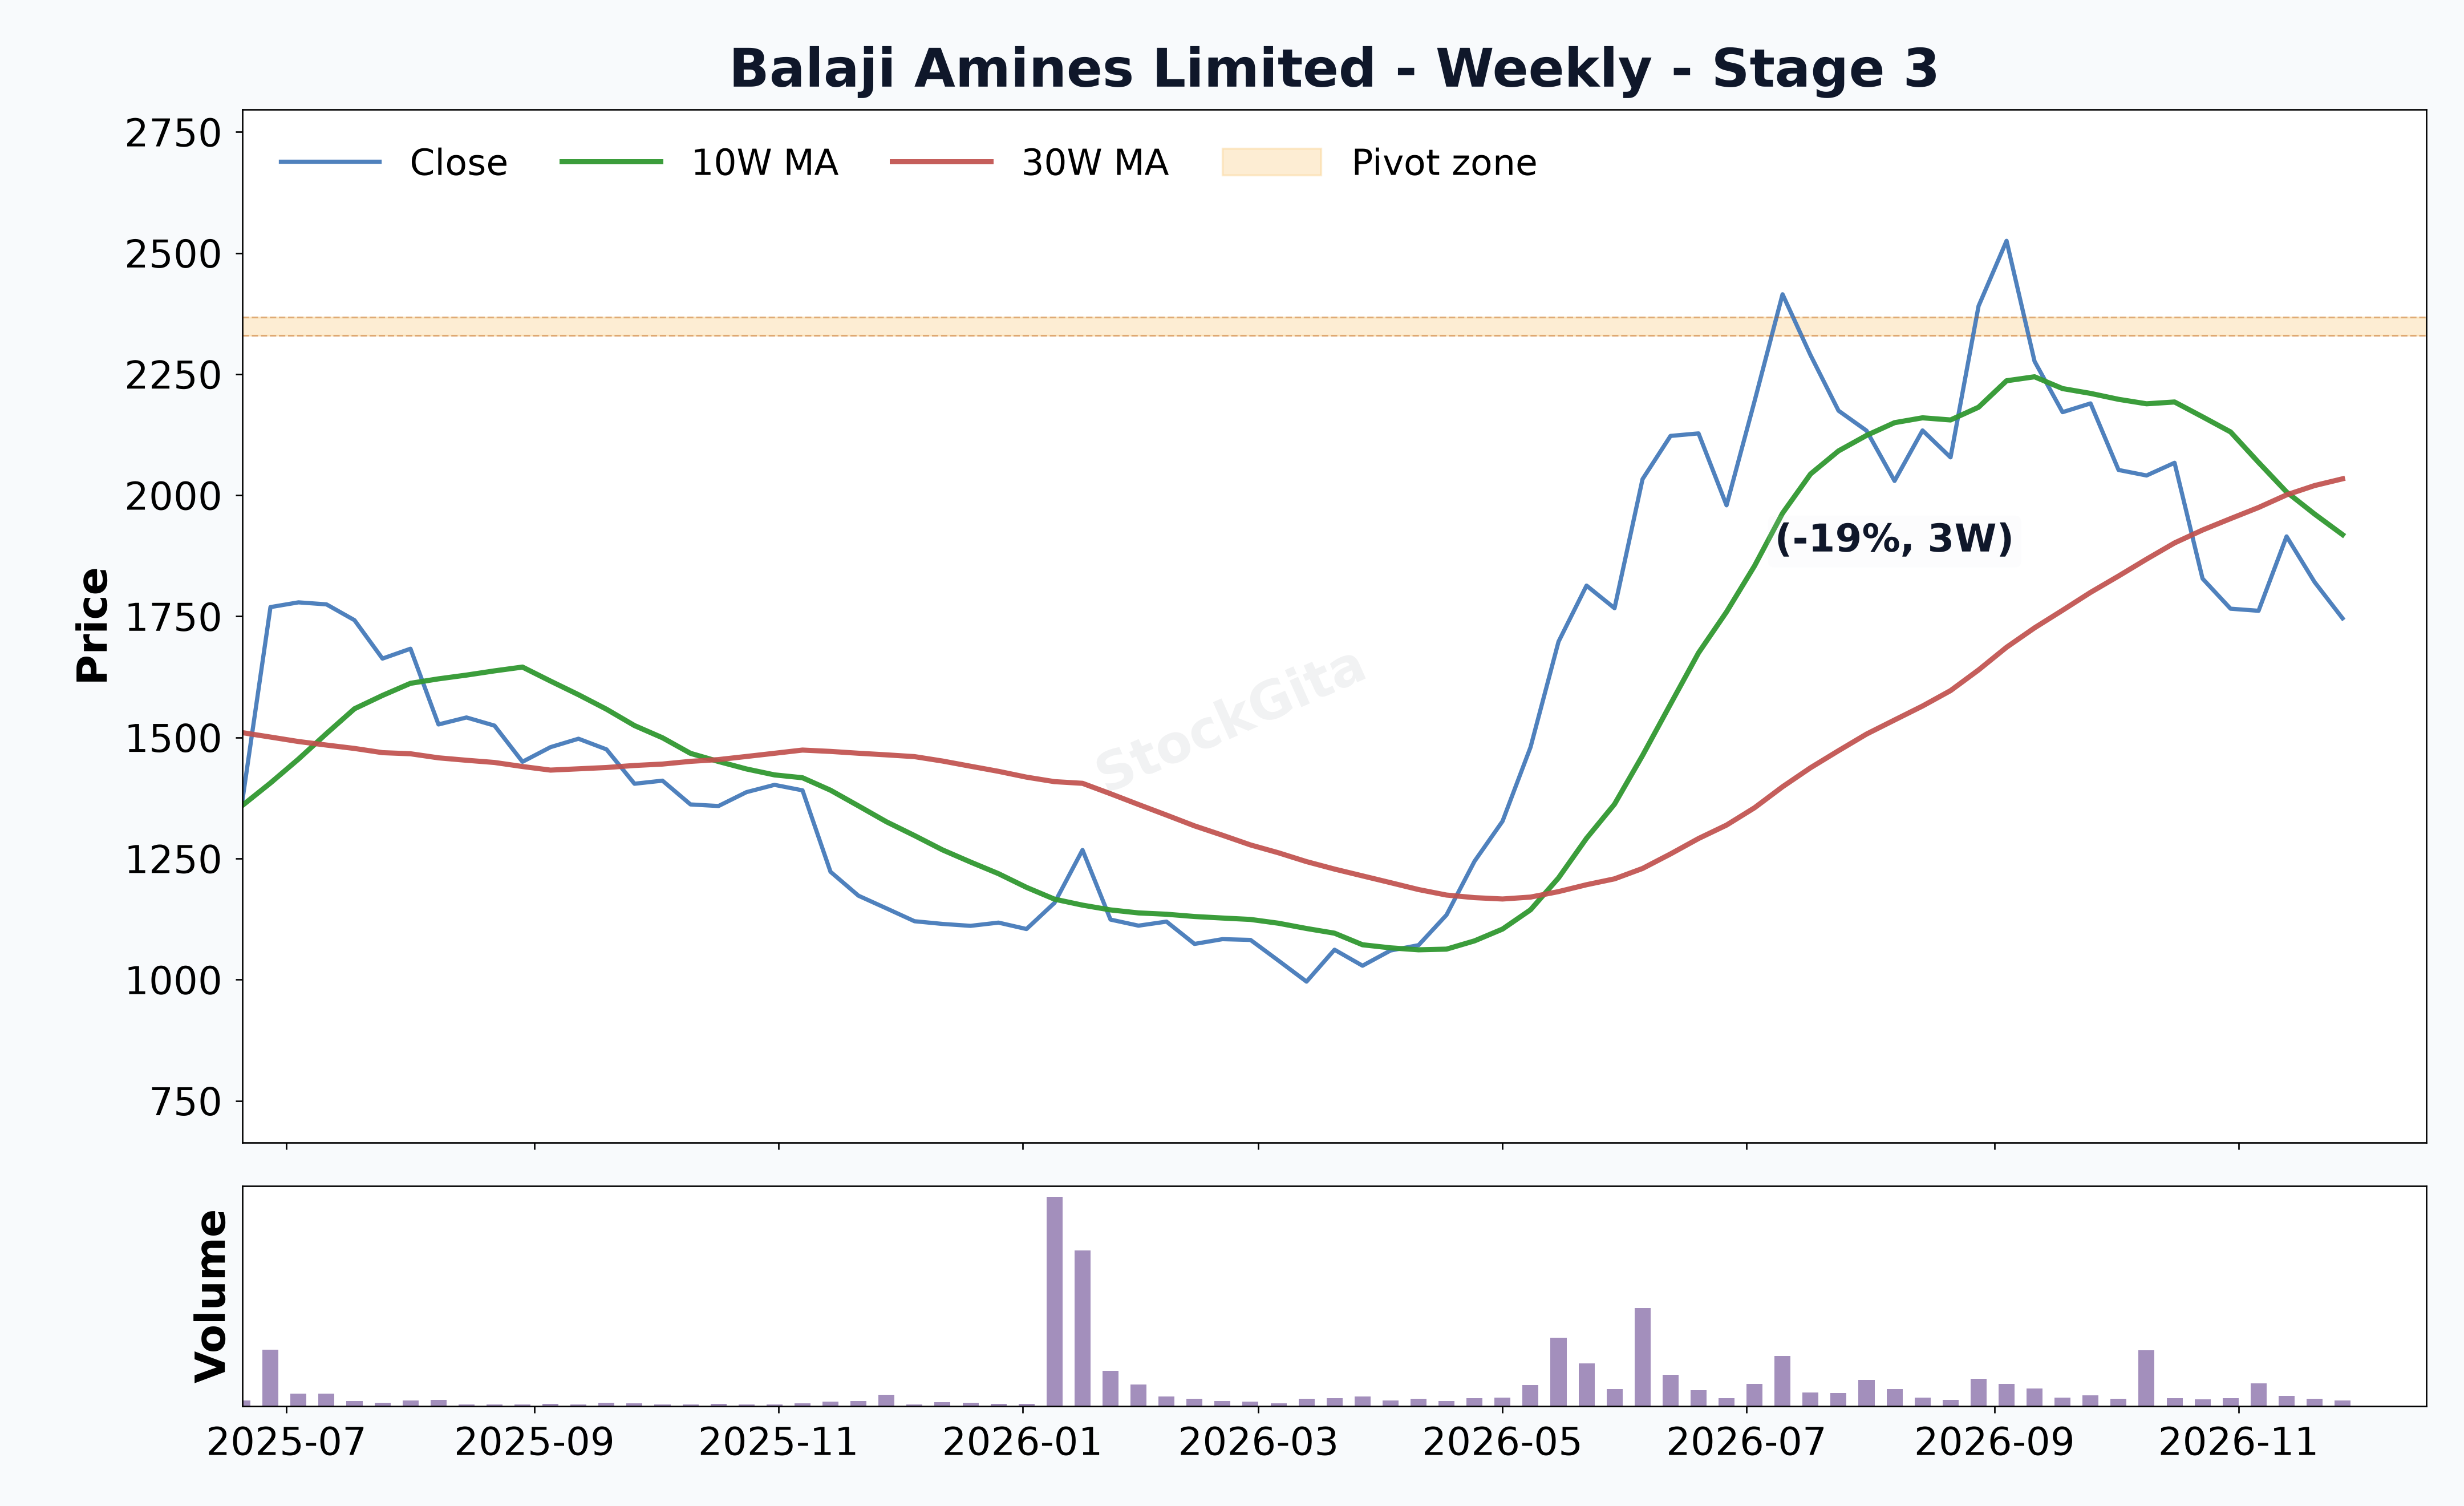 Balaji Amines Limited - Weekly - Stage 3
Close 10W MA 30W MA Pivot zone
2750
2500
2250
2000
1750
1500
1250
1000
750
Price
(-19%, 3W)
StockGita
Volume
2025-07 2025-09 2025-11 2026-01 2026-03 2026-05 2026-07 2026-09 2026-11